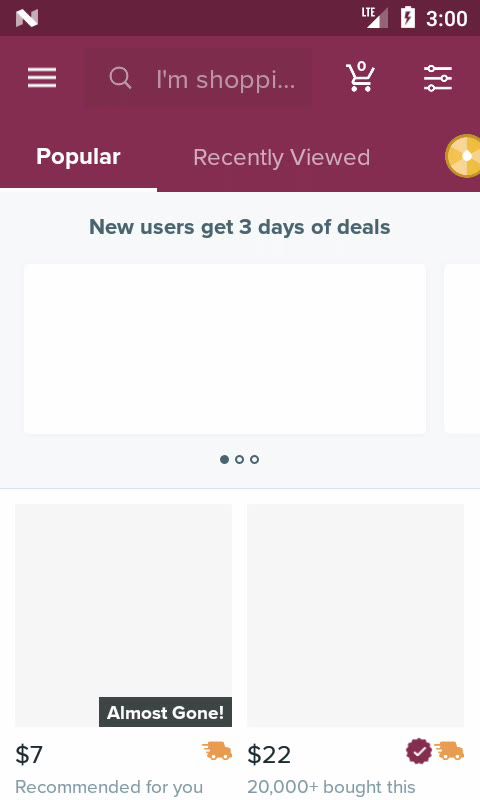 LTE
3:00
I'm shoppi...
0
Popular
Recently Viewed
New users get 3 days of deals
Almost Gone!
$7
$22
Recommended for you
20,000+ bought this